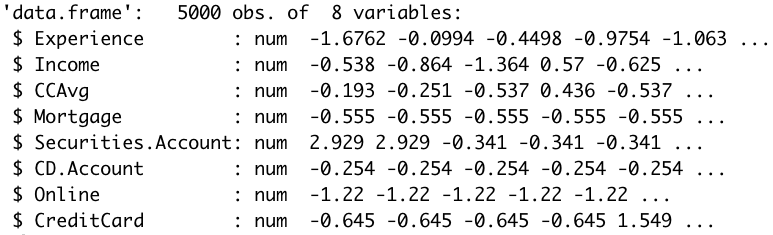 'data.frame':   5000 obs. of  8 variables:
 $ Experience        : num  -1.6762 -0.0994 -0.4498 -0.9754 -1.063 ...
 $ Income            : num  -0.538 -0.864 -1.364 0.57 -0.625 ...
 $ CCAvg             : num  -0.193 -0.251 -0.537 0.436 -0.537 ...
 $ Mortgage          : num  -0.555 -0.555 -0.555 -0.555 -0.555 ...
 $ Securities.Account: num  2.929 2.929 -0.341 -0.341 -0.341 ...
 $ CD.Account        : num  -0.254 -0.254 -0.254 -0.254 -0.254 ...
 $ Online            : num  -1.22 -1.22 -1.22 -1.22 -1.22 ...
 $ CreditCard        : num  -0.645 -0.645 -0.645 -0.645 1.549 ...